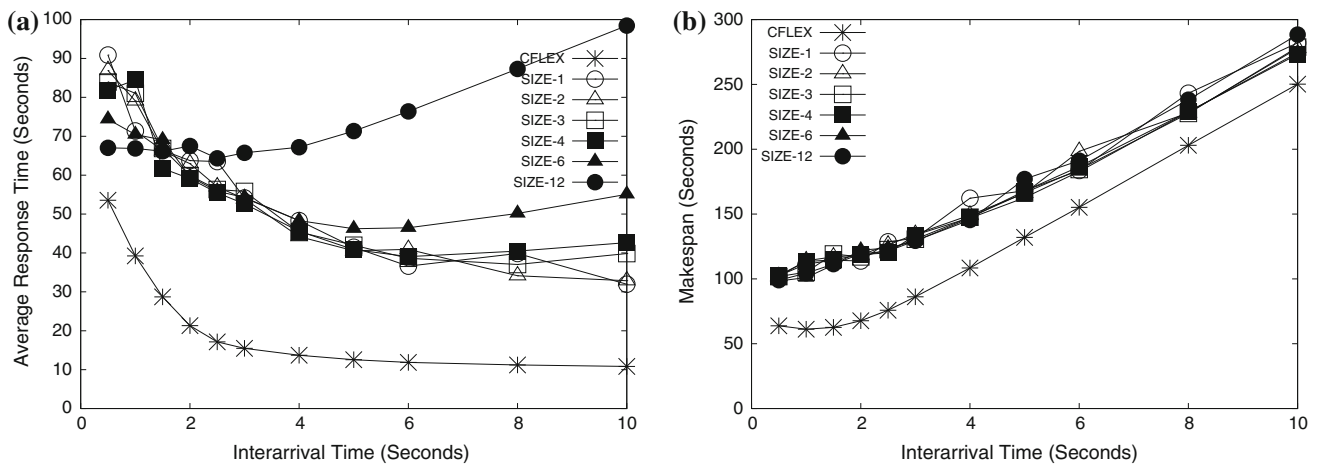 (a)
100
90
80
70
60
50
40
30
20
10
0
Average Response Time (Seconds)
CFLEX
SIZE-1
SIZE-2
SIZE-3
SIZE-4
SIZE-6
SIZE-12
0 2 4 6 8 10
Interarrival Time (Seconds)
(b)
300
250
200
150
100
50
0
Makespan (Seconds)
CFLEX
SIZE-1
SIZE-2
SIZE-3
SIZE-4
SIZE-6
SIZE-12
0 2 4 6 8 10
Interarrival Time (Seconds)